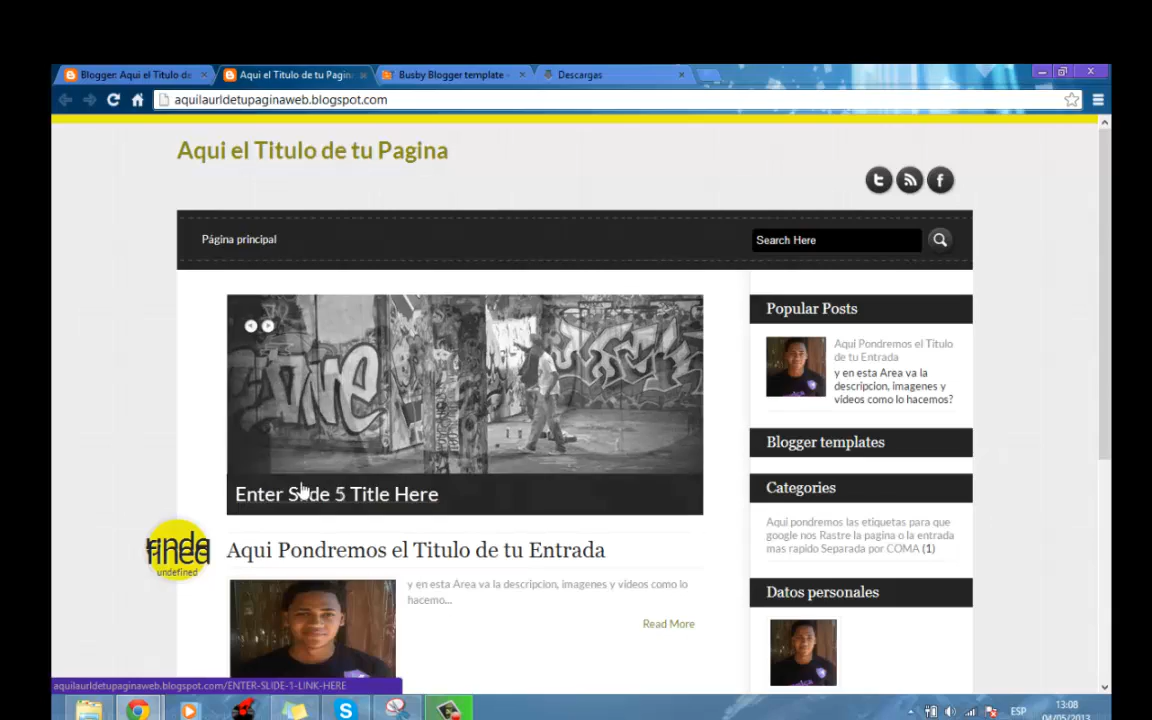 Blogger: Aqui el Titulo de
Aqui el Titulo de tu Pagina
Busby Blogger template -
Descargas
aquilaurldetupaginaweb.blogspot.com
Aqui el Titulo de tu Pagina
Página principal
Search Here
Enter Slide 5 Title Here
Popular Posts
Aqui Pondremos el Titulo
de tu Entrada
y en esta Area va la
descripcion, imagenes y
videos como lo hacemos?
Blogger templates
Categories
Aqui pondremos las etiquetas para que
google nos Rastre la pagina o la entrada
mas rapido Separada por COMA (1)
Datos personales
undefined
Aqui Pondremos el Titulo de tu Entrada
y en esta Area va la descripcion, imagenes y videos como lo
hacemo...
Read More
aquilaurldetupaginaweb.blogspot.com/ENTER-SLIDE-1-LINK-HERE
ESP
13:08
04/05/2013